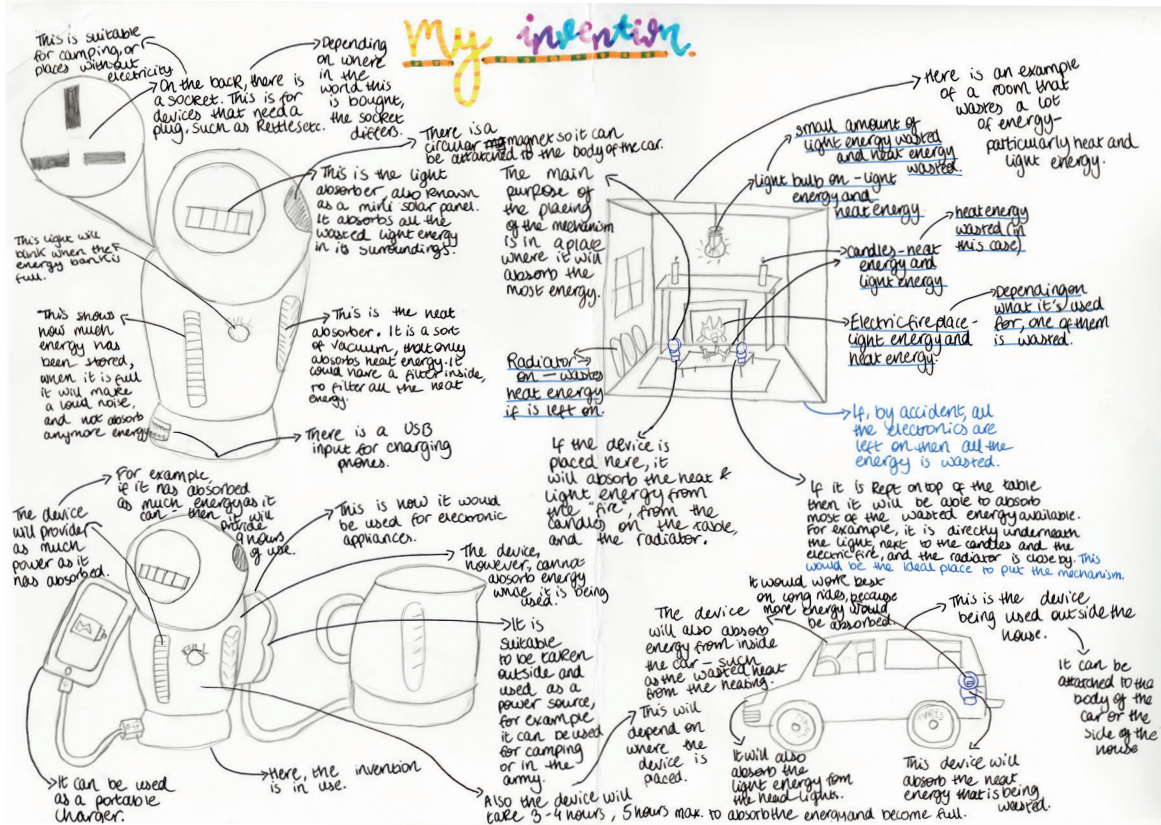 My invention.
This is suitable
for camping, or
places without
electricity
On the back, there is
a socket. This is for
devices that need a
plug, such as Kettles etc.
Depending
on where
in the
world this
is bought,
the socket
differs.
There is a
circular magnet so it can
be attatched to the body of the car.
This is the light
absorber, also known
as a mini solar panel.
It absorbs all the
wasted light energy
in its surroundings.
This light will
blink when the
energy bank is
full.
This shows
how much
energy has
been stored,
when it is full
it will make
a loud noise,
and not absorb
anymore energy
This is the heat
absorber. It is a sort
of vacuum, that only
absorbs heat energy. It
could have a filter inside,
to filter all the heat
energy.
There is a USB
input for charging
phones.
The main
purpose of
the placing
of the mechanism
is in a place
where it will
absorb the
most energy.
Here is an example
of a room that
wastes a lot
of energy-
particularly heat and
light energy.
small amount of
light energy wasted
and heat energy
wasted.
light bulb on - light
energy and
heat energy
heat energy
wasted (in
this case)
candles - heat
energy and
light energy
Depending on
what it's used
for, one of them
is wasted.
Electric fire place -
light energy and
heat energy.
Radiator
on - wastes
heat energy
if is left on.
If, by accident, all
the electronics are
left on then all the
energy is wasted.
If the device is
placed here, it
will absorb the heat &
light energy from
the "fire", from the
candles on the table,
and the radiator.
If it is kept on top of the table
then it will be able to absorb
most of the wasted energy available.
For example, it is directly underneath
the light, next to the candles and the
electric fire, and the radiator is close by. This
would be the ideal place to put the mechanism.
For example,
if it has absorbed
as much energy as it
can then it will
provide
9 hours
of use.
The device
will provide
as much
power as it
has absorbed.
This is how it would
be used for electronic
appliances.
The device,
however, cannot
absorb energy
while it is being
used.
It is
suitable
to be taken
outside and
used as a
power source,
for example
it can be used
for camping
or in the
army.
It can be used
as a portable
charger.
Here, the invention
is in use.
Also the device will
take 3-4 hours, 5 hours max. to absorb the energy and become full.
This will
depend on
where the
device is
placed.
The device
will also absorb
energy from inside
the car - such
as the wasted heat
from the heating.
It would work best
on long rides, because
more energy would
be absorbed.
This is the device
being used outside the
house.
It can be
attatched to the
body of the
car or the
side of the
house
It will also
absorb the
light energy from
the head lights.
This device will
absorb the heat
energy that is being
wasted.